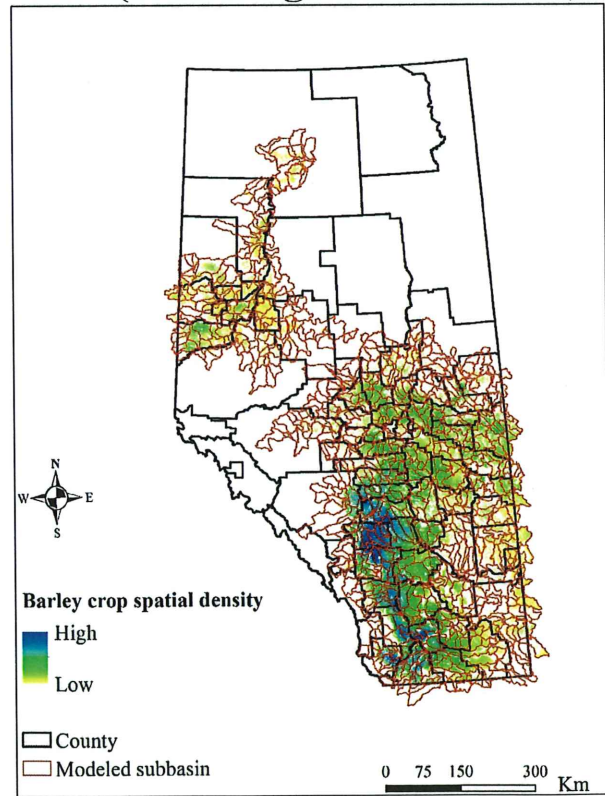 N
W E
S
Barley crop spatial density
High
Low
County
Modeled subbasin
0 75 150 300 Km